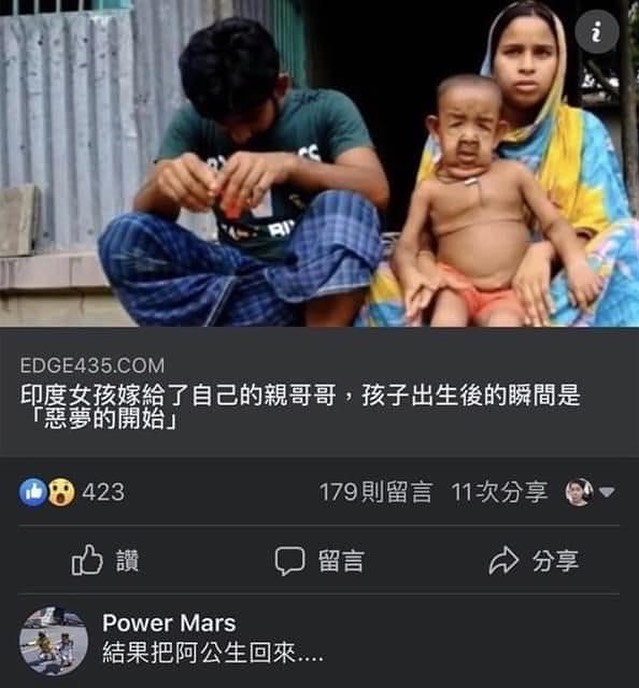 EDGE435.COM
印度女孩嫁給了自己的親哥哥，孩子出生後的瞬間是
「惡夢的開始」
423
179則留言 11次分享
讚 留言 分享
Power Mars
結果把阿公生回來....